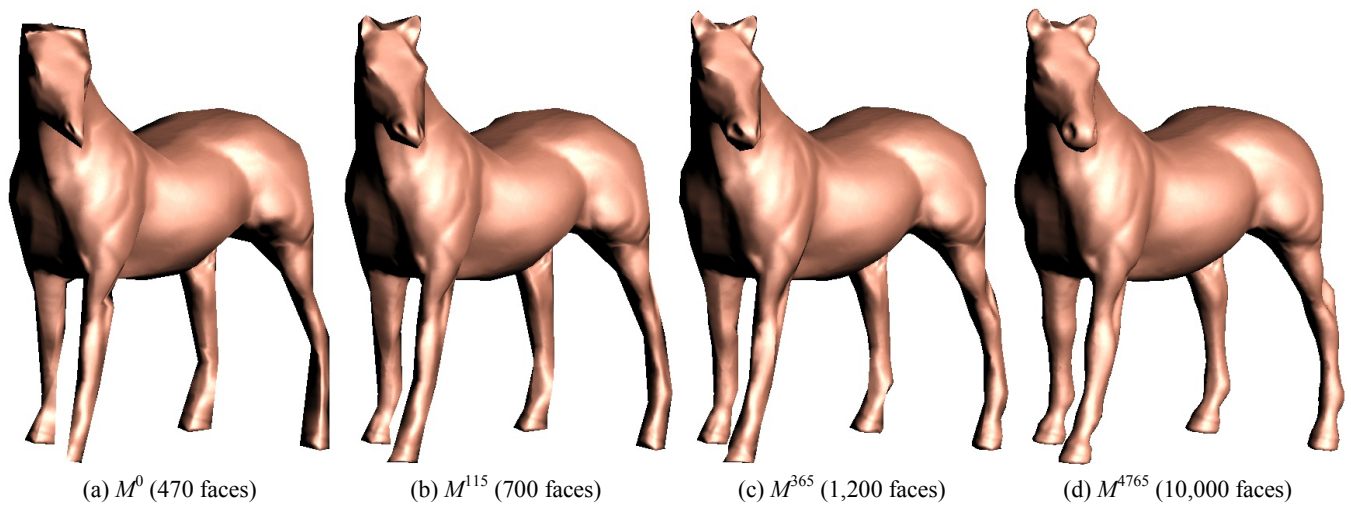 (a) M⁰ (470 faces) (b) M¹¹⁵ (700 faces) (c) M³⁶⁵ (1,200 faces) (d) M⁴⁷⁶⁵ (10,000 faces)